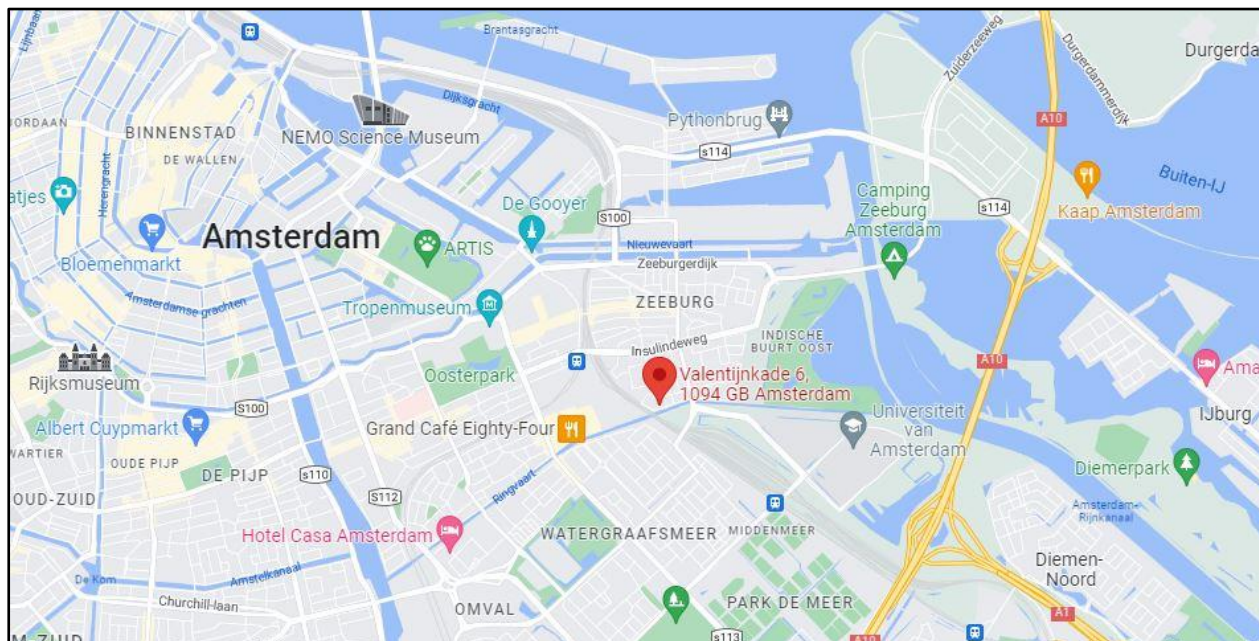 Lijnbaan
Brantasgracht
Durgerda
Zuiderzeeweg
Durgerdammerdijk
JORDAAN
BINNENSTAD
DE WALLEN
NEMO Science Museum
Dijksgracht
Pythonbrug
s114
A10
Buiten-IJ
Herengracht
atjes
Camping
Zeeburg
Amsterdam
Kaap Amsterdam
s114
De Gooyer
S100
Amsterdam
ARTIS
Nieuwevaart
Zeeburgerdijk
Bloemenmarkt
Amsterdamse grachten
Tropenmuseum
ZEEBURG
INDISCHE
BUURT OOST
Insulindeweg
A10
Rijksmuseum
Oosterpark
Valentijnkade 6,
1094 GB Amsterdam
Ama
IJburg
S100
Albert Cuypmarkt
Grand Café Eighty-Four
Universiteit
van
Amsterdam
WARTIER
OUDE PIJP
DE PIJP
s110
Diemerpark
OUD-ZUID
S112
Ringvaart
Amsterdam-
Rijnkanaal
Hotel Casa Amsterdam
WATERGRAAFSMEER
MIDDENMEER
Diemen-
Noord
De Kom
Amstelkanaal
Churchill-laan
OMVAL
PARK DE MEER
A1
M-ZUID
s113
A10